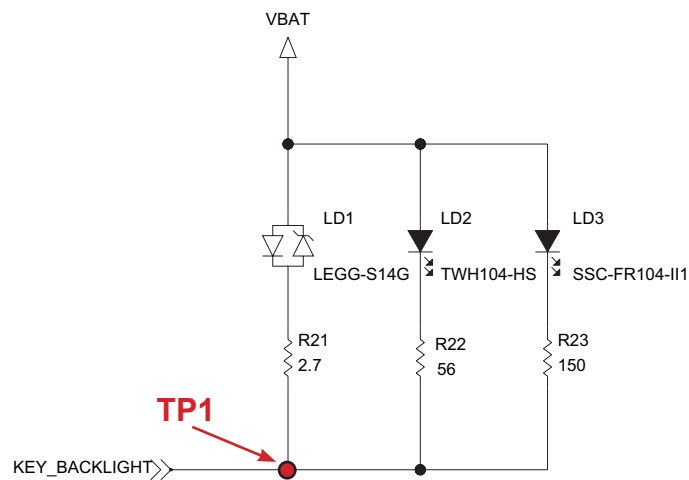 VBAT
LD1
LD2
LD3
LEGG-S14G
TWH104-HS
SSC-FR104-II1
R21
2.7
R22
56
R23
150
TP1
KEY_BACKLIGHT